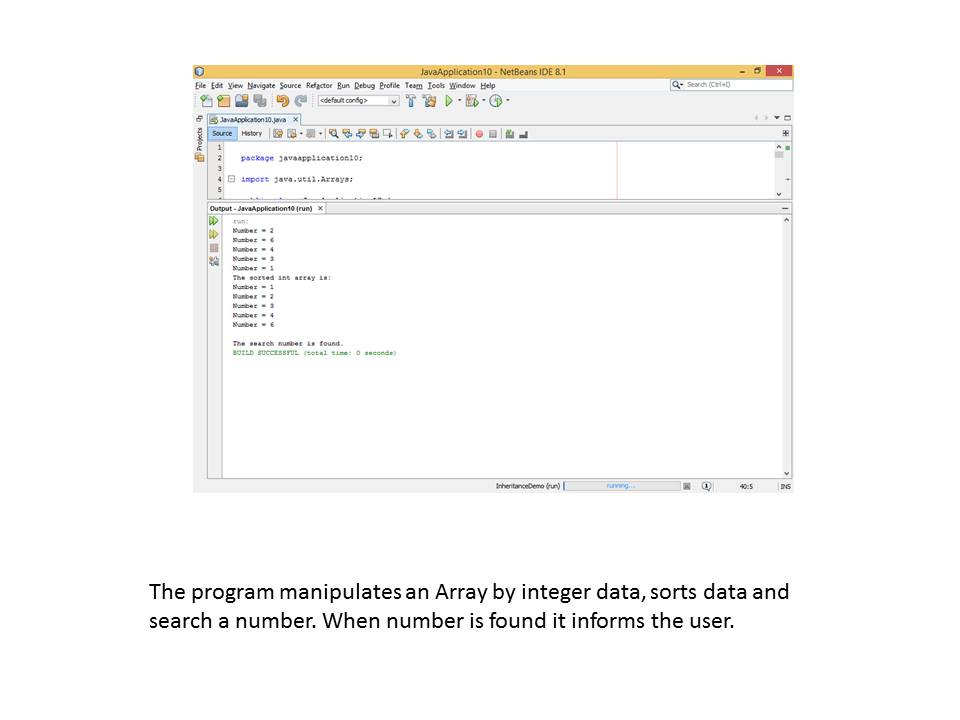 JavaApplication10 - NetBeans IDE 8.1
File Edit View Navigate Source Refactor Run Debug Profile Team Tools Window Help
Search (Ctrl+I)
<default config>
JavaApplication10.java
Projects
Source History
1
2 package javaapplication10;
3
4 import java.util.Arrays;
5
Output - JavaApplication10 (run)
run:
Number = 2
Number = 6
Number = 4
Number = 3
Number = 1
The sorted int array is:
Number = 1
Number = 2
Number = 3
Number = 4
Number = 6
The search number is found.
BUILD SUCCESSFUL (total time: 0 seconds)
InheritanceDemo (run) running... 40:5 INS
The program manipulates an Array by integer data, sorts data and
search a number. When number is found it informs the user.